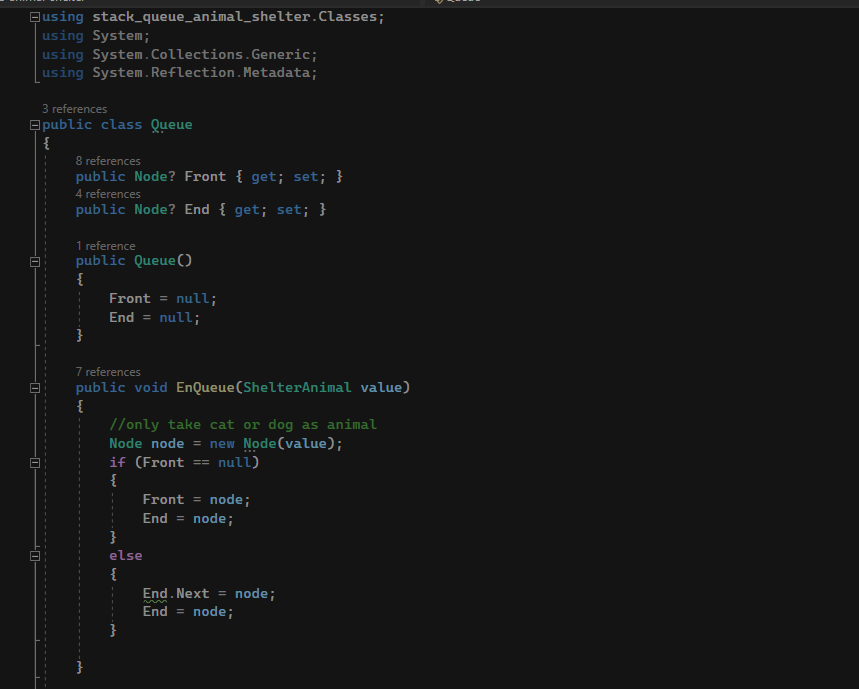 using stack_queue_animal_shelter.Classes;
using System;
using System.Collections.Generic;
using System.Reflection.Metadata;
3 references
public class Queue
{
8 references
public Node? Front { get; set; }
4 references
public Node? End { get; set; }
1 reference
public Queue()
{
Front = null;
End = null;
}
7 references
public void EnQueue(ShelterAnimal value)
{
//only take cat or dog as animal
Node node = new Node(value);
if (Front == null)
{
Front = node;
End = node;
}
else
{
End.Next = node;
End = node;
}
}